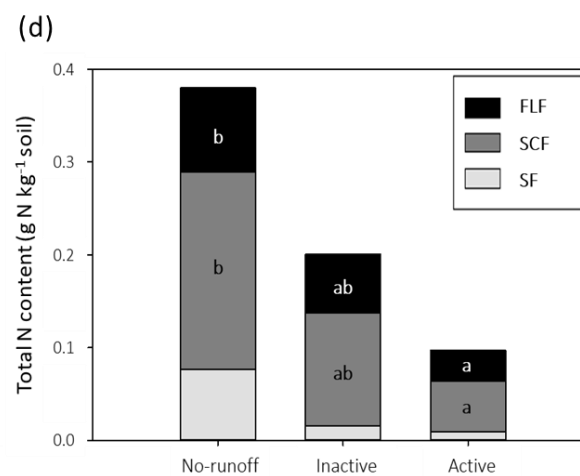 (d)
Total N content (g N kg⁻¹ soil)
0.4
0.3
0.2
0.1
0.0
FLF
SCF
SF
b
b
ab
ab
a
a
No-runoff
Inactive
Active